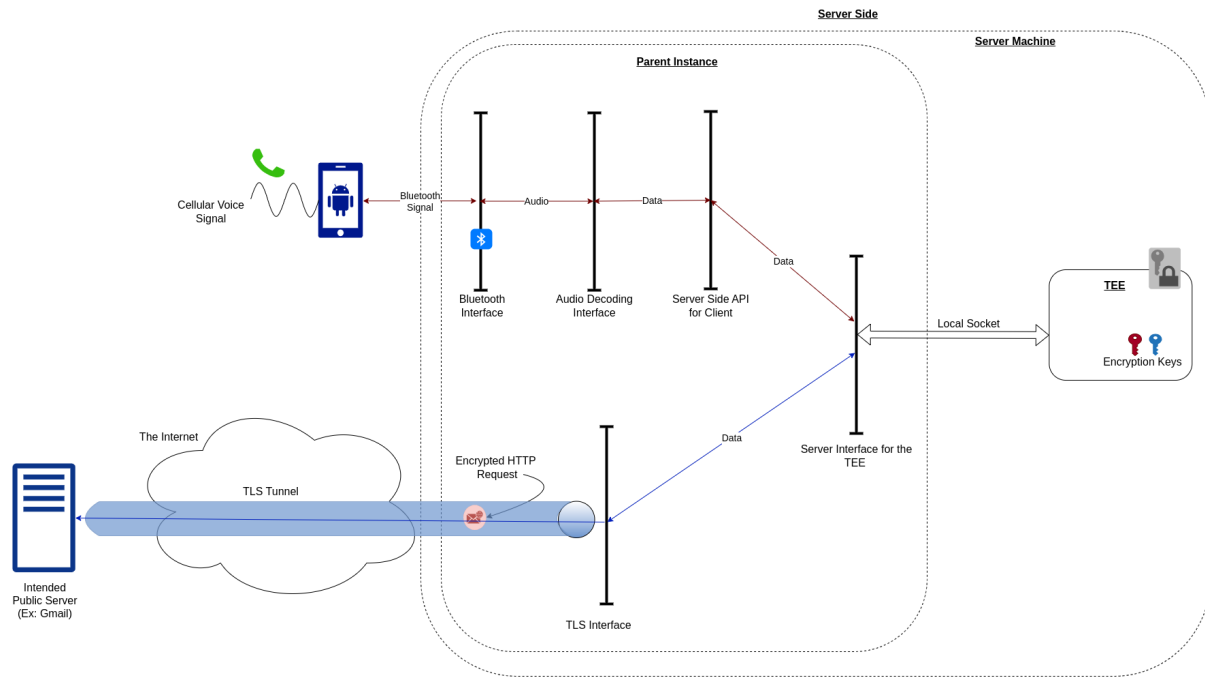 Server Side
Server Machine
Parent Instance
Cellular Voice
Signal
Bluetooth
Signal
Audio
Data
Data
Bluetooth
Interface
Audio Decoding
Interface
Server Side API
for Client
TEE
Local Socket
Encryption Keys
The Internet
Data
Server Interface for the
TEE
Encrypted HTTP
Request
TLS Tunnel
Intended
Public Server
(Ex: Gmail)
TLS Interface